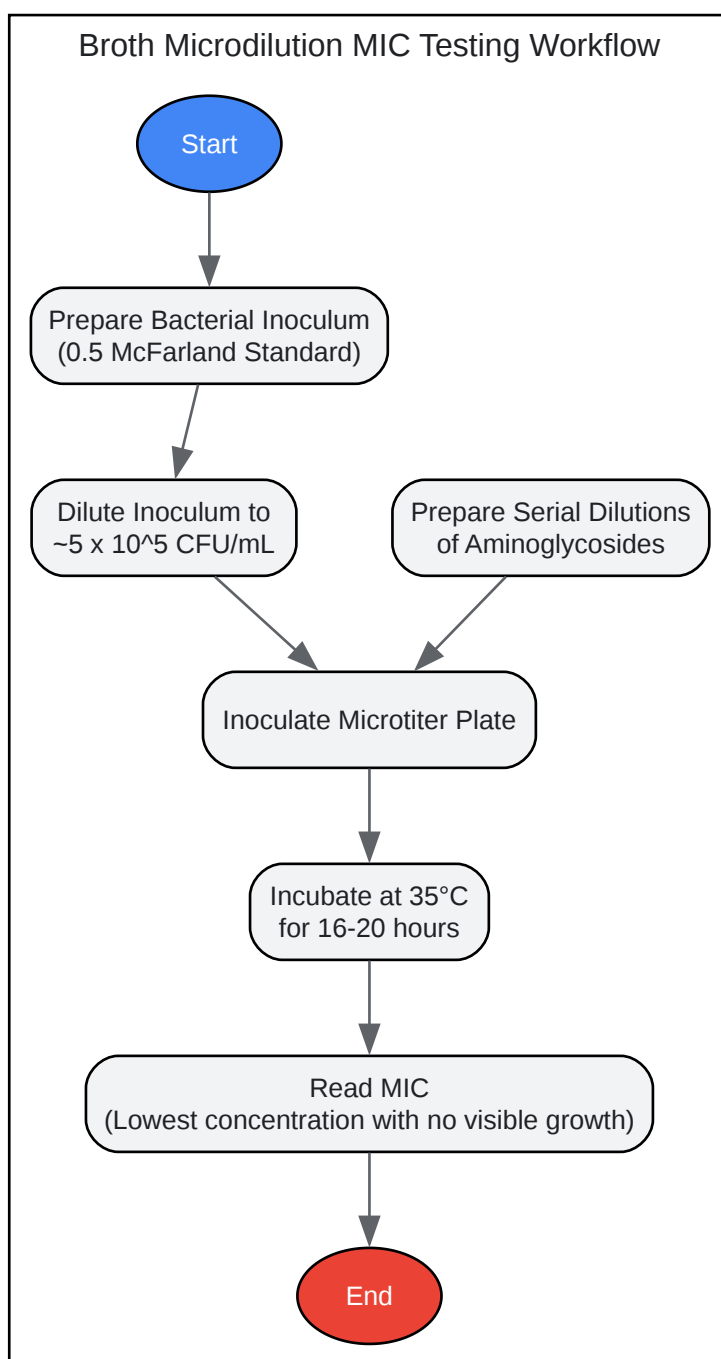 Broth Microdilution MIC Testing Workflow
Start
Prepare Bacterial Inoculum
(0.5 McFarland Standard)
Dilute Inoculum to
~5 x 10^5 CFU/mL
Prepare Serial Dilutions
of Aminoglycosides
Inoculate Microtiter Plate
Incubate at 35°C
for 16-20 hours
Read MIC
(Lowest concentration with no visible growth)
End